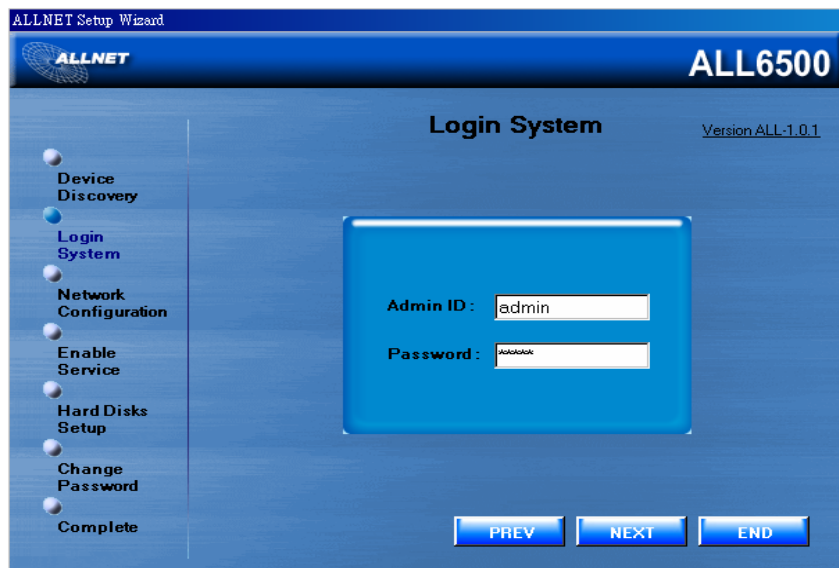 ALLNET Setup Wizard
ALLNET
ALL6500
Login System
Version ALL-1.0.1
Device
Discovery
Login
System
Network
Configuration
Enable
Service
Hard Disks
Setup
Change
Password
Complete
Admin ID :
admin
Password :
******
PREV
NEXT
END